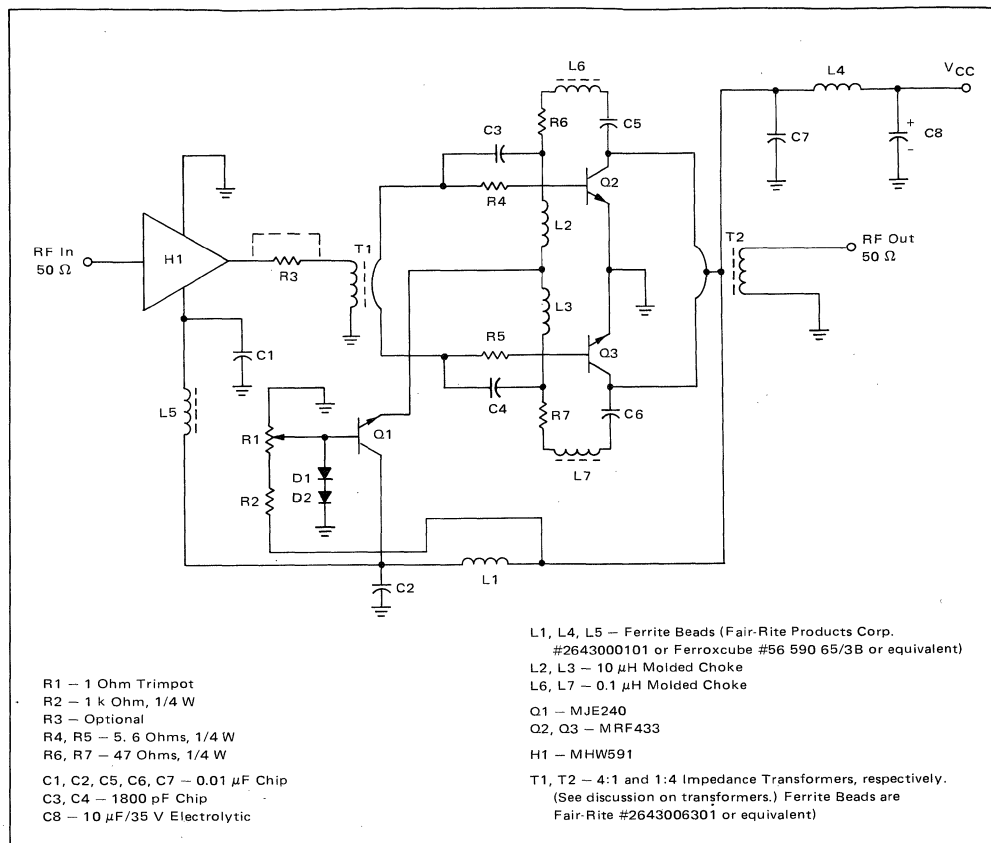 L6
L4
VCC
R6
C5
C3
C7
+
C8
-
Q2
R4
L2
RF In
50 Ω
H1
R3
T1
T2
RF Out
50 Ω
L3
R5
Q3
C1
C4
R7
C6
L5
R1
Q1
L7
D1
R2
D2
L1
C2
R1 – 1 Ohm Trimpot
R2 – 1 k Ohm, 1/4 W
R3 – Optional
R4, R5 – 5. 6 Ohms, 1/4 W
R6, R7 – 47 Ohms, 1/4 W
C1, C2, C5, C6, C7 – 0.01 μF Chip
C3, C4 – 1800 pF Chip
C8 – 10 μF/35 V Electrolytic
L1, L4, L5 – Ferrite Beads (Fair-Rite Products Corp.
#2643000101 or Ferroxcube #56 590 65/3B or equivalent)
L2, L3 – 10 μH Molded Choke
L6, L7 – 0.1 μH Molded Choke
Q1 – MJE240
Q2, Q3 – MRF433
H1 – MHW591
T1, T2 – 4:1 and 1:4 Impedance Transformers, respectively.
(See discussion on transformers.) Ferrite Beads are
Fair-Rite #2643006301 or equivalent)